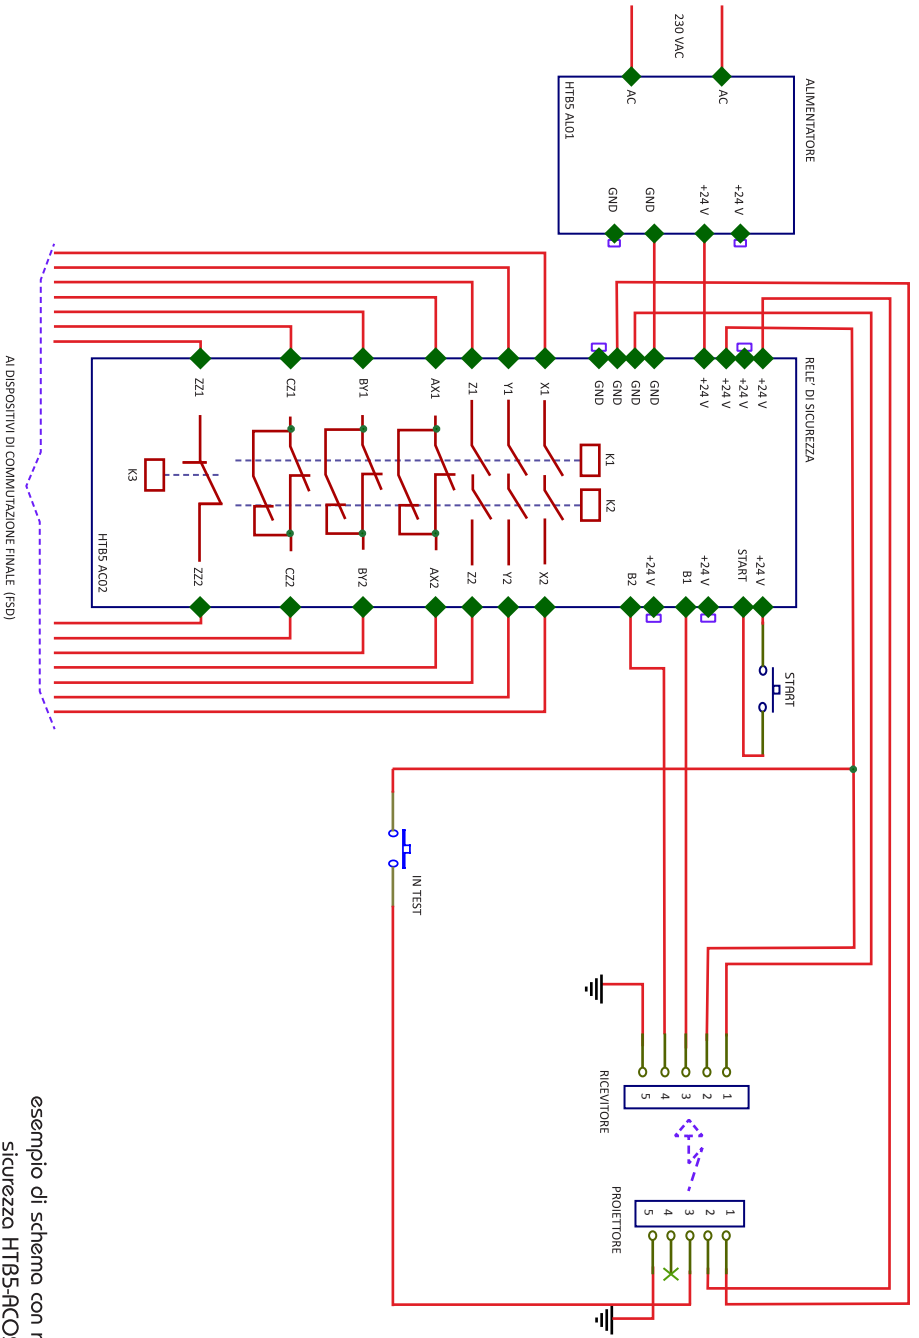 230 VAC
ALIMENTATORE
AC
AC
HTB5 AL01
+24 V
+24 V
GND
GND
RELE' DI SICUREZZA
+24 V
+24 V
+24 V
+24 V
GND
GND
GND
GND
X1
Y1
Z1
AX1
BY1
CZ1
ZZ1
K1
K2
K3
+24 V
START
+24 V
B1
+24 V
B2
X2
Y2
Z2
AX2
BY2
CZ2
ZZ2
HTB5 AC02
AI DISPOSITIVI DI COMMUTAZIONE FINALE (FSD)
START
IN TEST
RICEVITORE
1
2
3
4
5
PROIETTORE
1
2
3
4
5
esempio di schema con
sicurezza